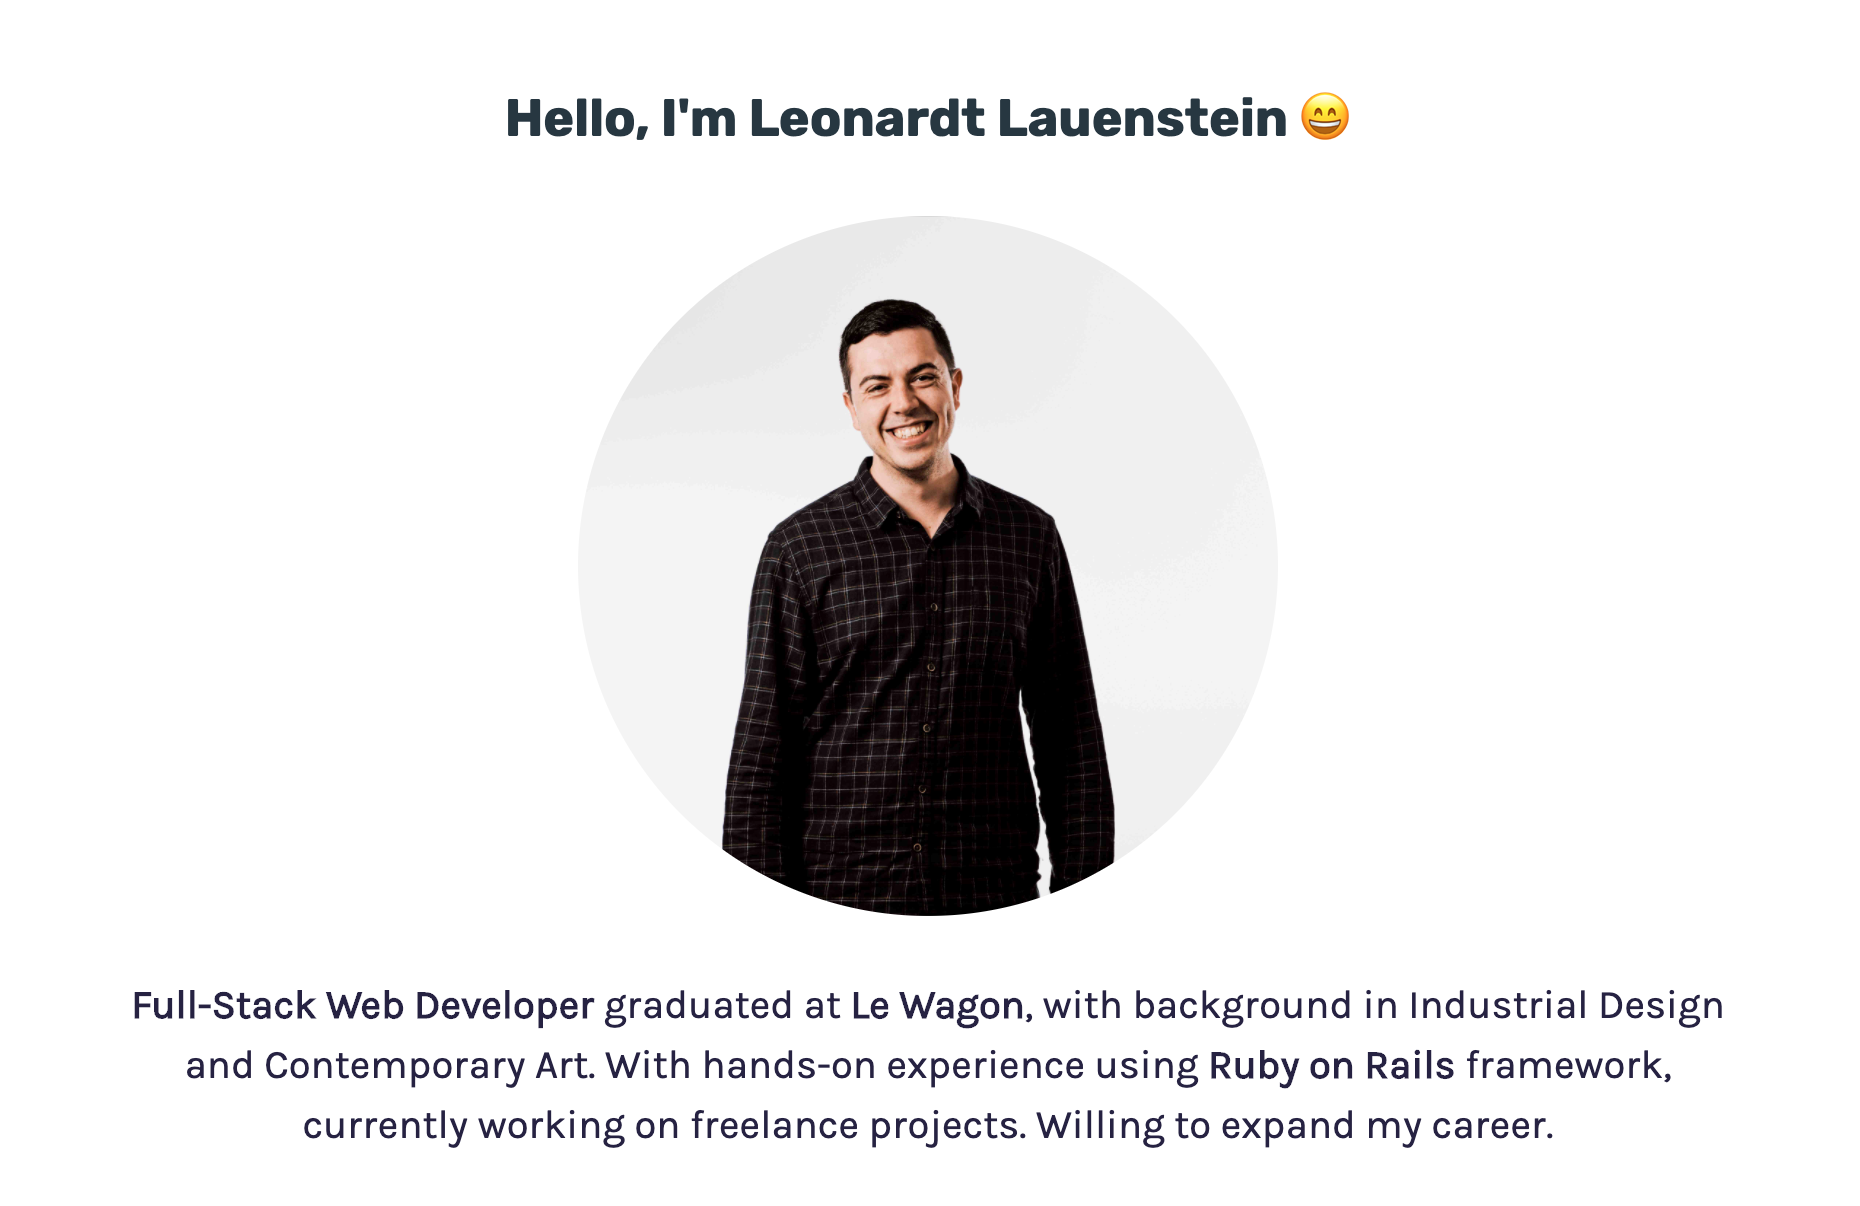 Hello, I'm Leonardt Lauenstein 😄
Full-Stack Web Developer graduated at Le Wagon, with background in Industrial Design
and Contemporary Art. With hands-on experience using Ruby on Rails framework,
currently working on freelance projects. Willing to expand my career.